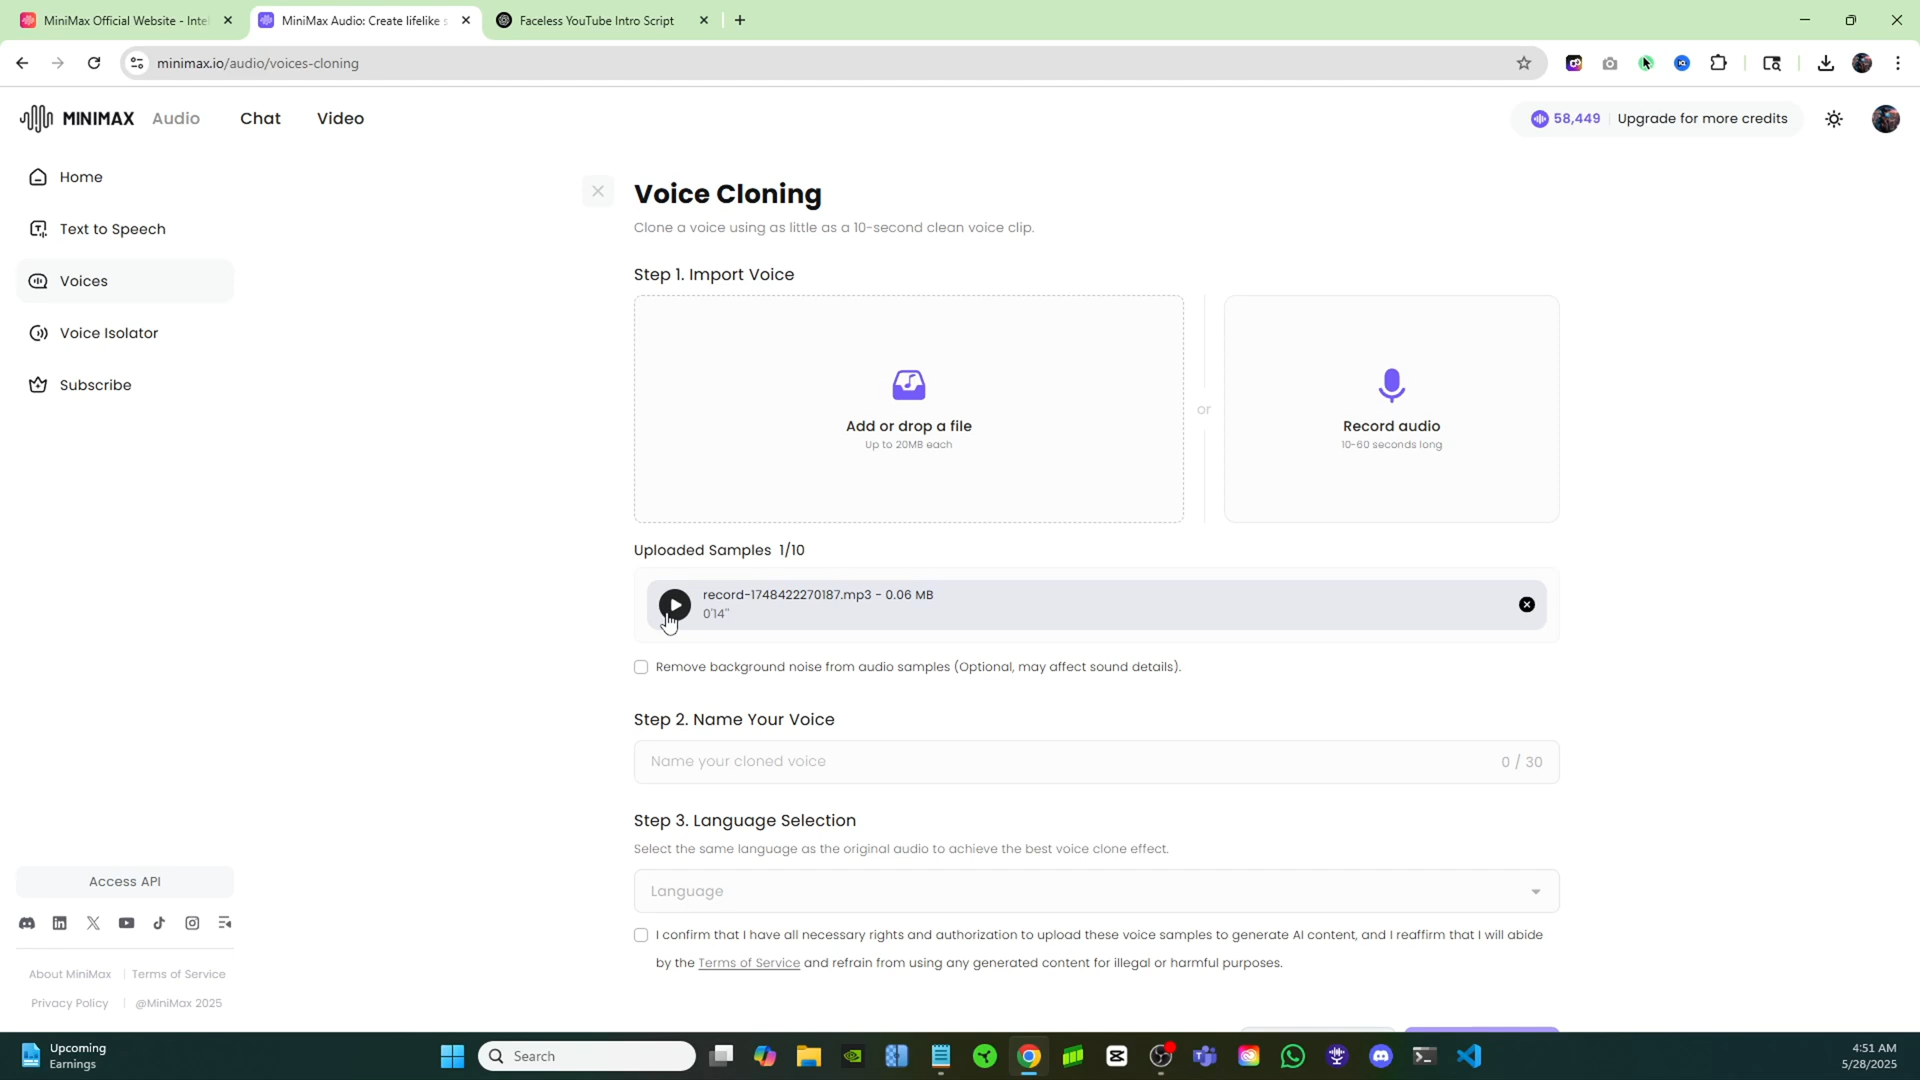 MiniMax Official Website - Inte
MiniMax Audio: Create lifelike s
Faceless YouTube Intro Script
minimax.io/audio/voices-cloning
MINIMAX Audio
Chat
Video
58,449
Upgrade for more credits
Home
Text to Speech
Voices
Voice Isolator
Subscribe
Voice Cloning
Clone a voice using as little as a 10-second clean voice clip.
Step 1. Import Voice
Add or drop a file
Up to 20MB each
or
Record audio
10-60 seconds long
Uploaded Samples 1/10
record-1748422270187.mp3 - 0.06 MB
0'14"
Remove background noise from audio samples (Optional, may affect sound details).
Step 2. Name Your Voice
Name your cloned voice
0 / 30
Step 3. Language Selection
Select the same language as the original audio to achieve the best voice clone effect.
Language
I confirm that I have all necessary rights and authorization to upload these voice samples to generate AI content, and I reaffirm that I will abide
by the Terms of Service and refrain from using any generated content for illegal or harmful purposes.
Access API
About MiniMax
Terms of Service
Privacy Policy
@MiniMax 2025
Upcoming
Earnings
Search
4:51 AM
5/28/2025